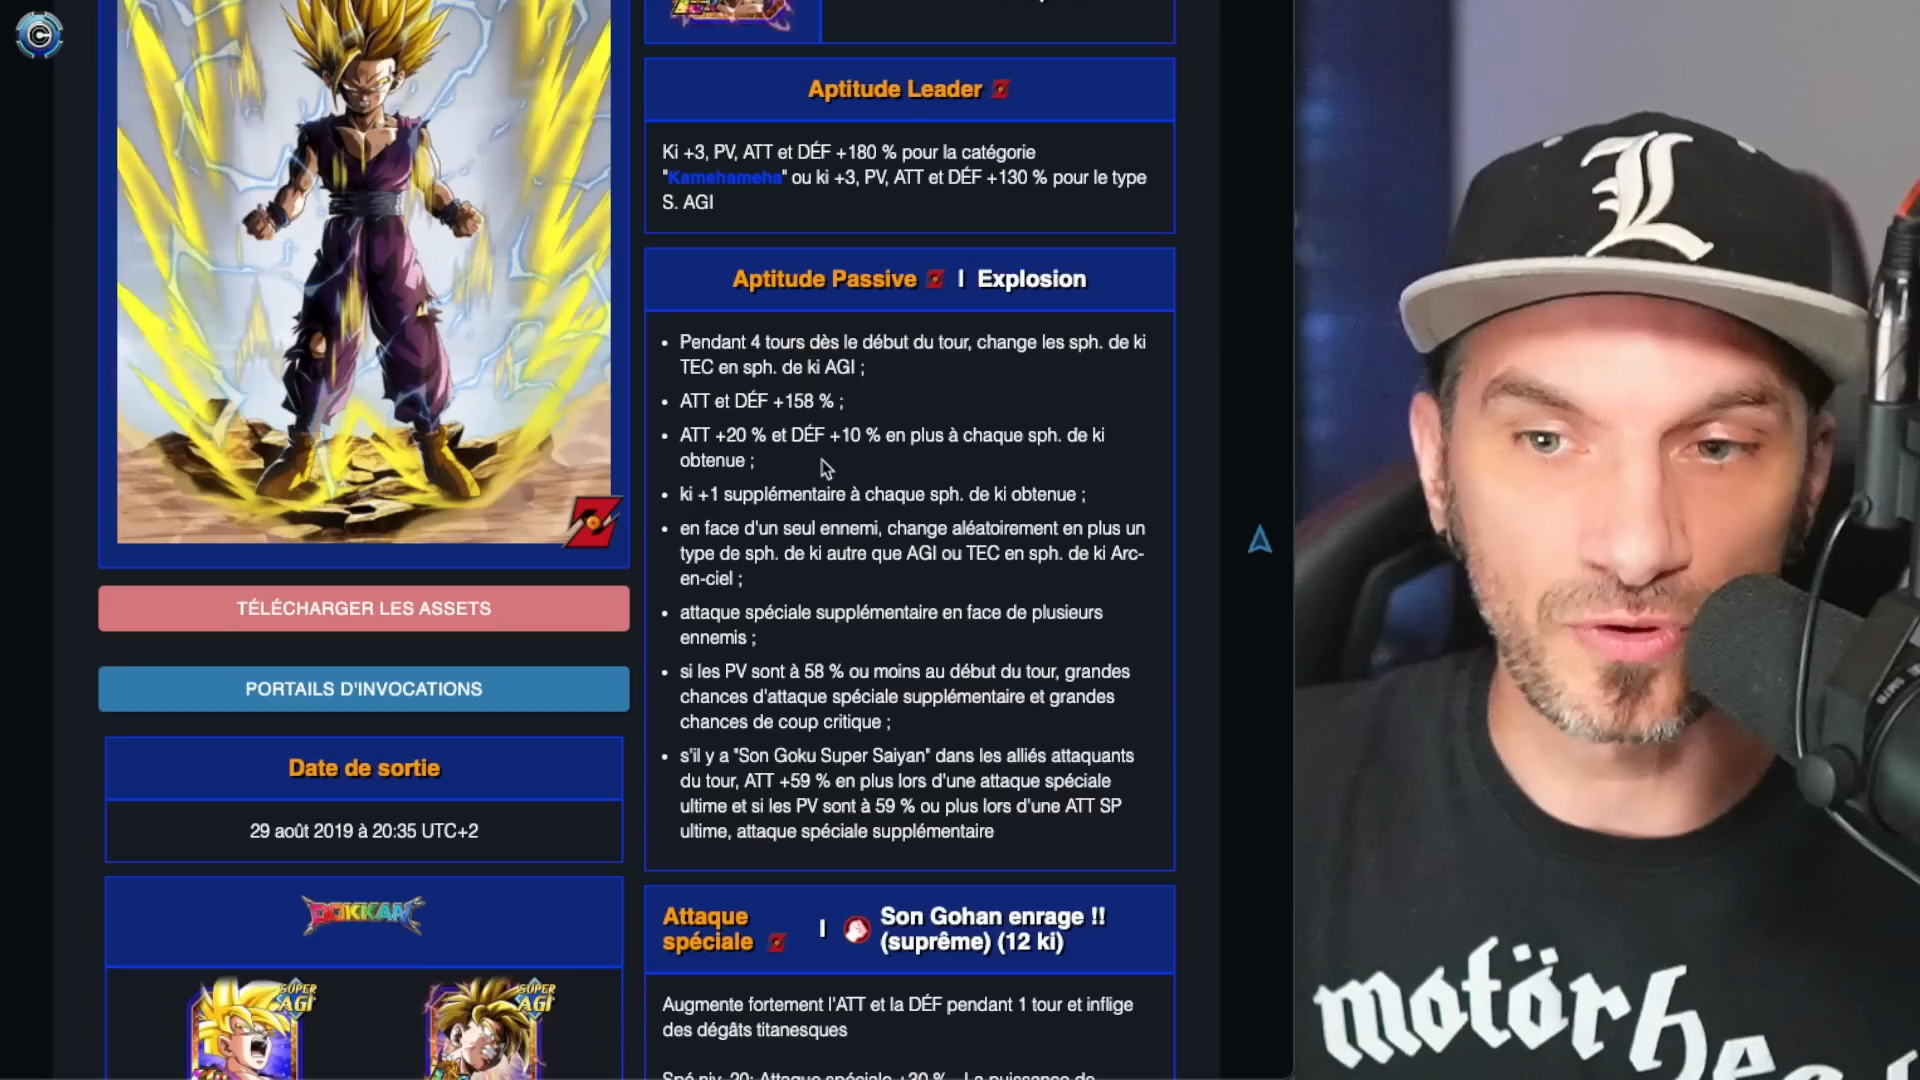 Aptitude Leader
Ki +3, PV, ATT et DÉF +180 % pour la catégorie
"Kamehameha" ou ki +3, PV, ATT et DÉF +130 % pour le type
S. AGI
Aptitude Passive | Explosion
• Pendant 4 tours dès le début du tour, change les sph. de ki
TEC en sph. de ki AGI ;
• ATT et DÉF +158 % ;
• ATT +20 % et DÉF +10 % en plus à chaque sph. de ki
obtenue ;
• ki +1 supplémentaire à chaque sph. de ki obtenue ;
• en face d'un seul ennemi, change aléatoirement en plus un
type de sph. de ki autre que AGI ou TEC en sph. de ki Arc-
en-ciel ;
• attaque spéciale supplémentaire en face de plusieurs
ennemis ;
• si les PV sont à 58 % ou moins au début du tour, grandes
chances d'attaque spéciale supplémentaire et grandes
chances de coup critique ;
• s'il y a "Son Goku Super Saiyan" dans les alliés attaquants
du tour, ATT +59 % en plus lors d'une attaque spéciale
ultime et si les PV sont à 59 % ou plus lors d'une ATT SP
ultime, attaque spéciale supplémentaire
Attaque
spéciale | Son Gohan enrage !!
(suprême) (12 ki)
Augmente fortement l'ATT et la DÉF pendant 1 tour et inflige
des dégâts titanesques
Spé niv. 20: Attaque spéciale +30 % - La puissance de
Z
TÉLÉCHARGER LES ASSETS
PORTAILS D'INVOCATIONS
Date de sortie
29 août 2019 à 20:35 UTC+2
DOKKAN
SUPER
AGI
SUPER
AGI
L
motörhe